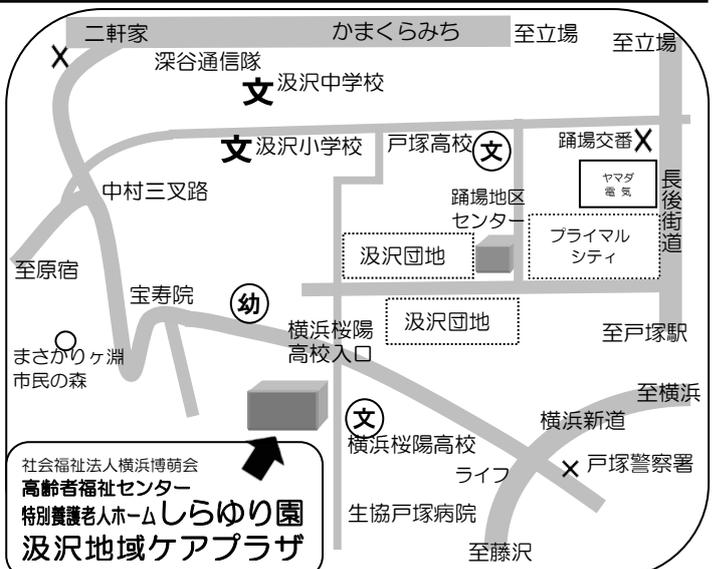 二軒家
かまくらみち
至立場
至立場
深谷通信隊
文 汲沢中学校
文 汲沢小学校
戸塚高校 文
踊場交番
ヤマダ
電気
長後街道
中村三叉路
踊場地区
センター
プライマル
シティ
汲沢団地
至原宿
宝寿院
幼
汲沢団地
横浜桜陽
高校入口
至戸塚駅
まさかりヶ淵
市民の森
至横浜
横浜新道
文
横浜桜陽高校
戸塚警察署
ライフ
生協戸塚病院
至藤沢
社会福祉法人横浜博萌会
高齢者福祉センター
特別養護老人ホームしらゆり園
汲沢地域ケアプラザ